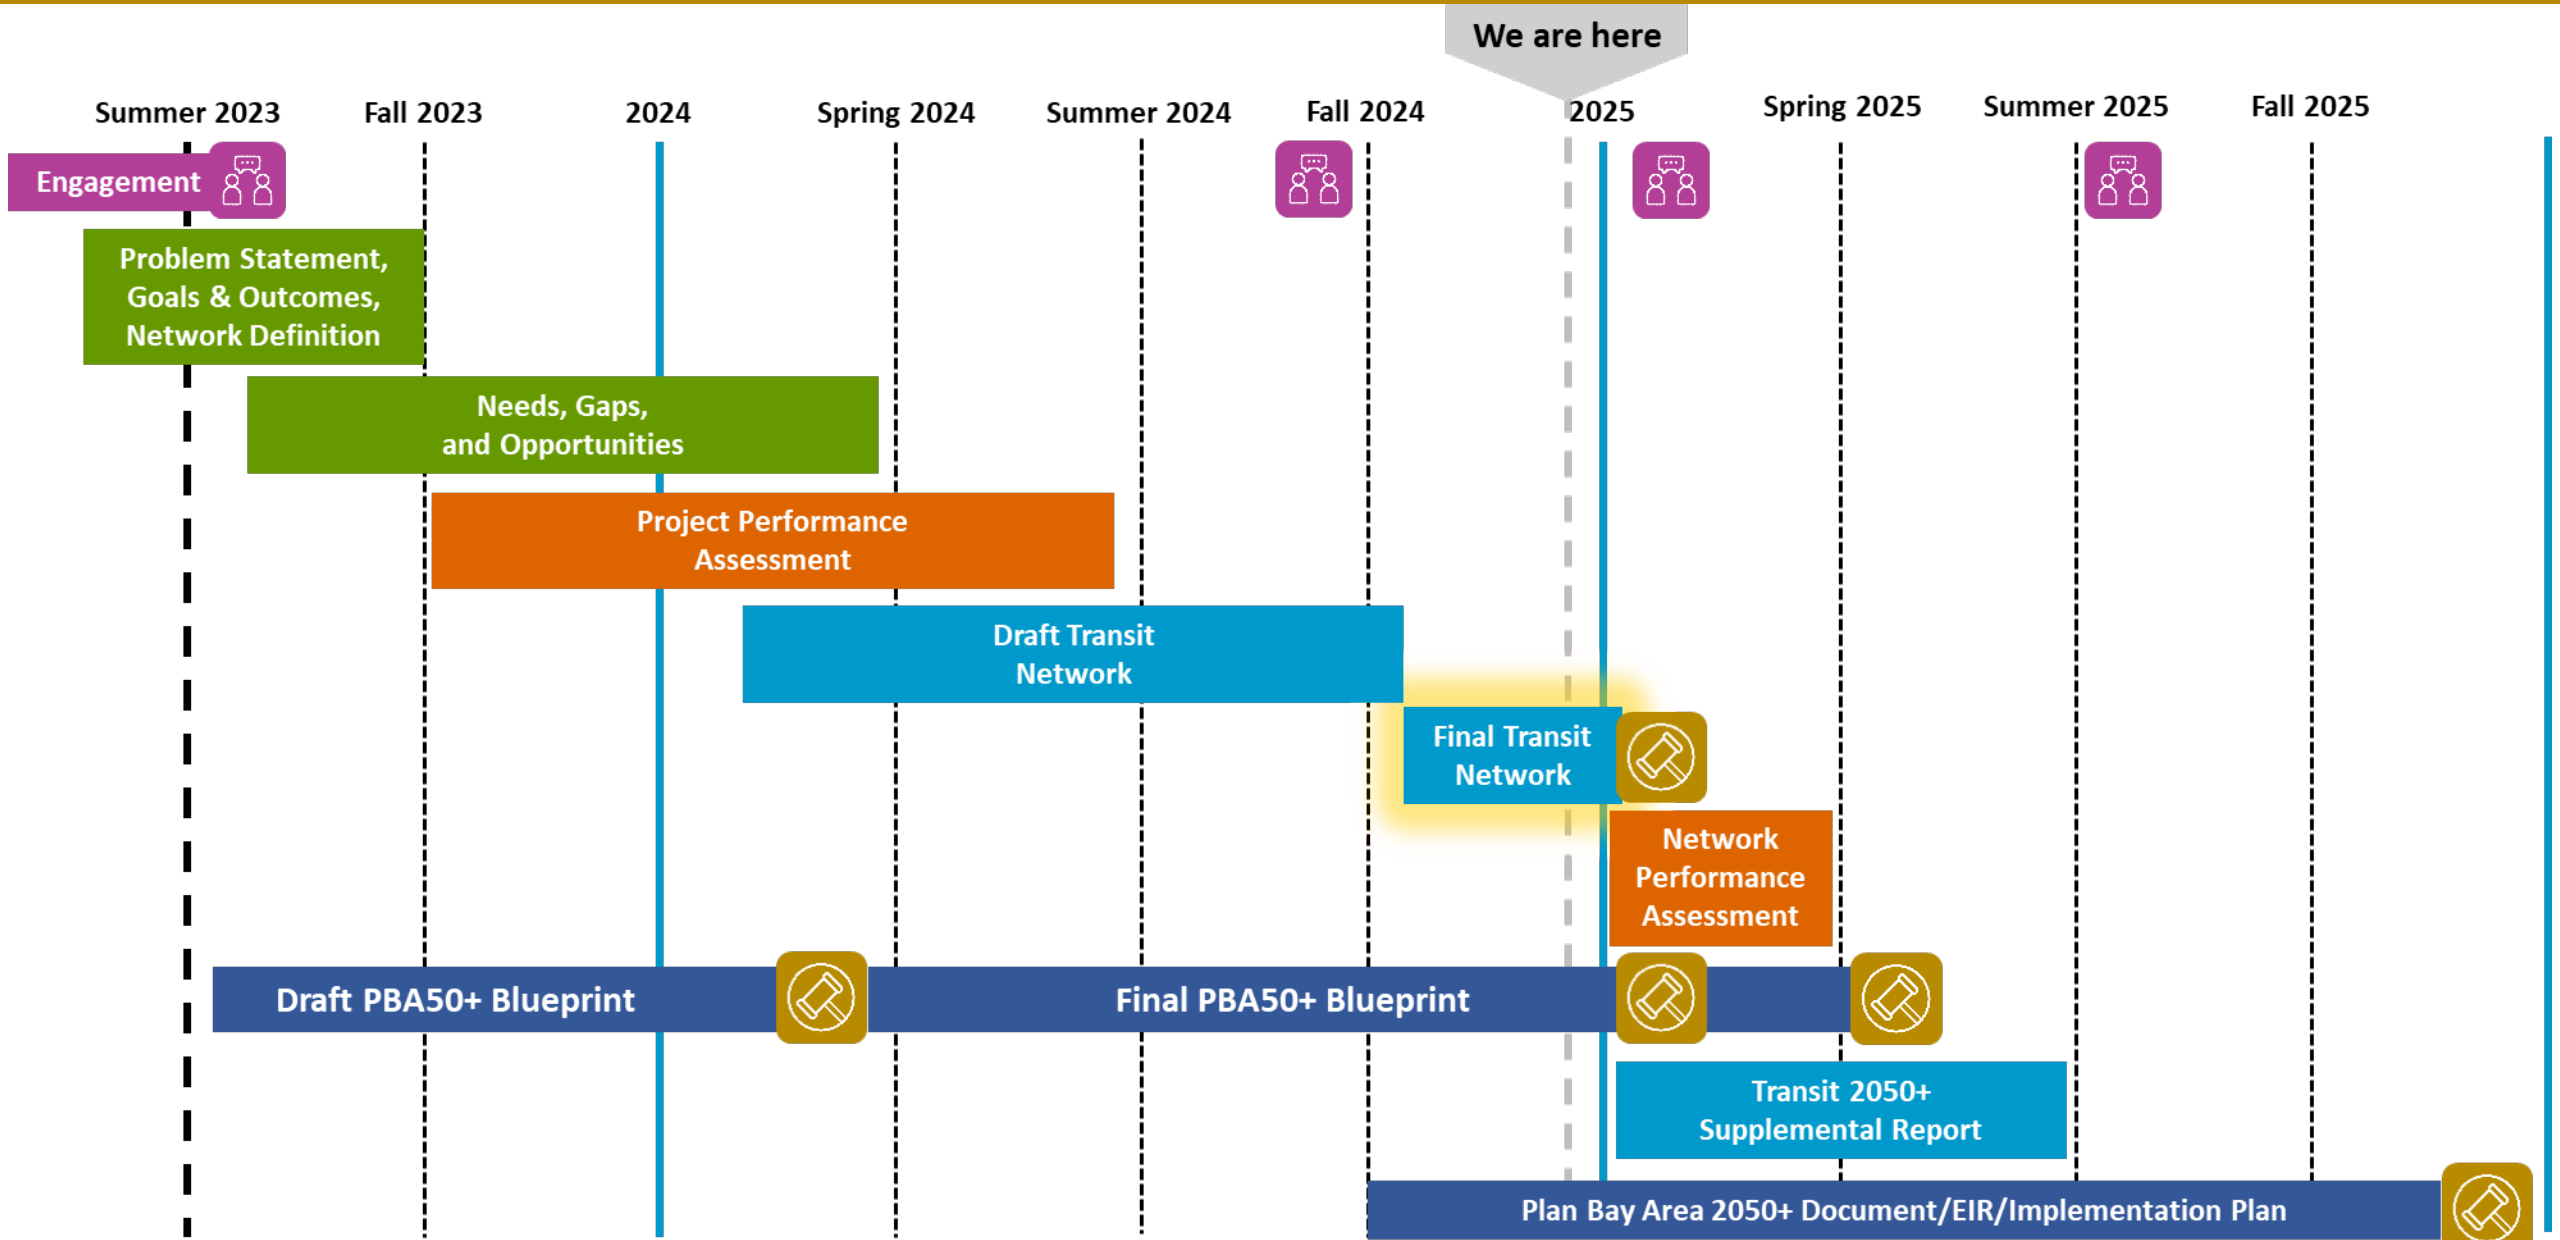 We are here
Summer 2023
Fall 2023
2024
Spring 2024
Summer 2024
Fall 2024
2025
Spring 2025
Summer 2025
Fall 2025
Engagement
Problem Statement,
Goals & Outcomes,
Network Definition
Needs, Gaps,
and Opportunities
Project Performance
Assessment
Draft Transit
Network
Final Transit
Network
Network
Performance
Assessment
Draft PBA50+ Blueprint
Final PBA50+ Blueprint
Transit 2050+
Supplemental Report
Plan Bay Area 2050+ Document/EIR/Implementation Plan